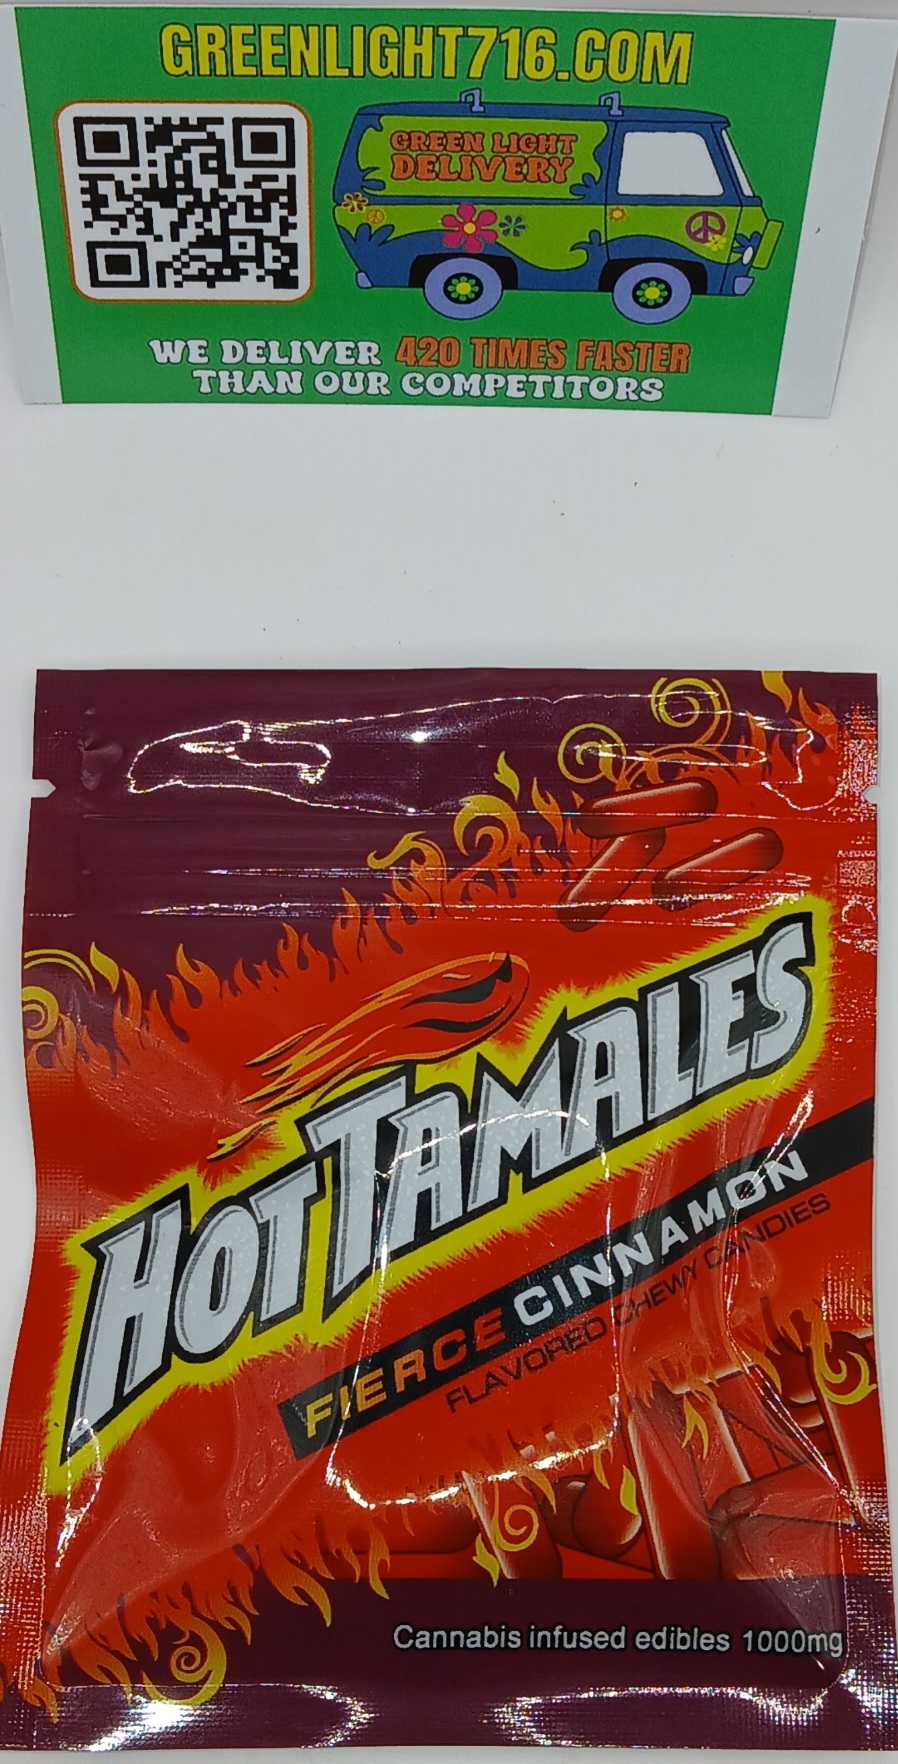 GREENLIGHT716.COM
GREEN LIGHT
DELIVERY
WE DELIVER 420 TIMES FASTER
THAN OUR COMPETITORS
HOT TAMALES
FIERCE CINNAMON
FLAVORED CHEWY CANDIES
Cannabis infused edibles 1000mg